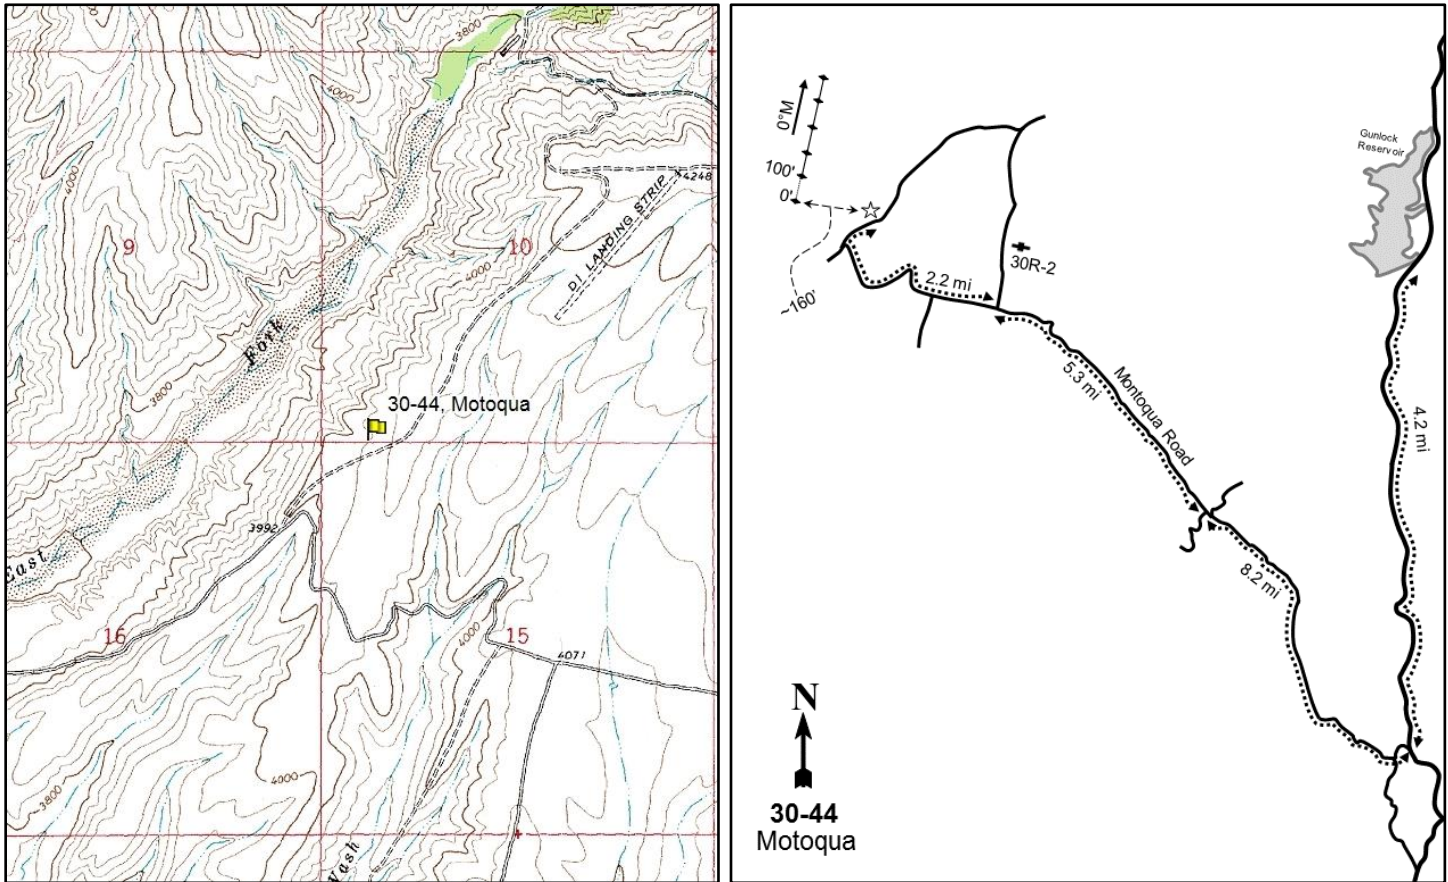 3800
4000
4000
4248
9
10
DI LANDING STRIP
4000
Fork
3800
30-44, Motoqua
3992
East
16
15
4000
4071
4000
3800
Wash
0°M
100'
0'
~160'
Gunlock
Reservoir
30R-2
2.2 mi
5.3 mi
Montoqua Road
4.2 mi
8.2 mi
N
30-44
Motoqua